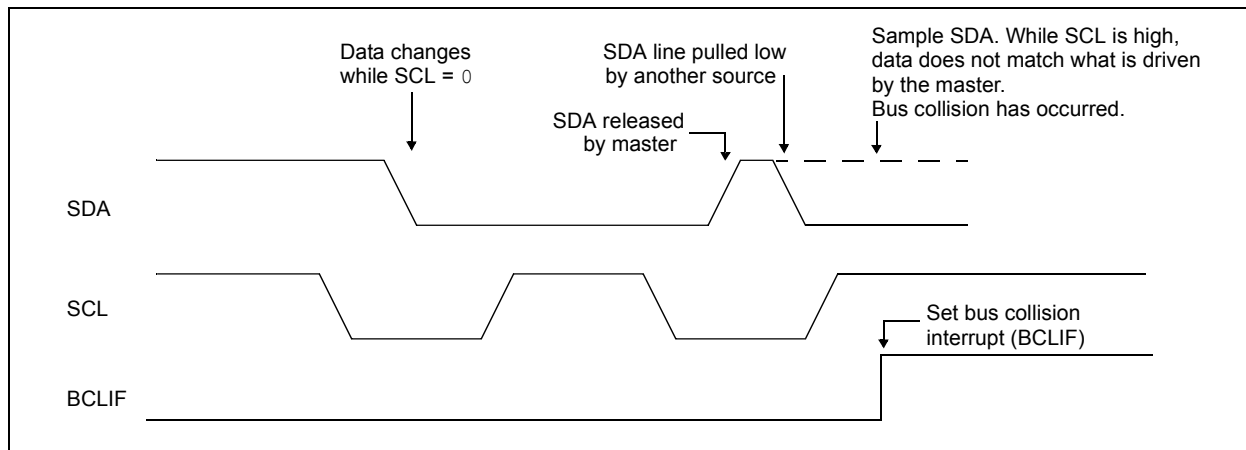 Data changes
while SCL = 0
SDA line pulled low
by another source
Sample SDA. While SCL is high,
data does not match what is driven
by the master.
Bus collision has occurred.
SDA released
by master
SDA
SCL
Set bus collision
interrupt (BCLIF)
BCLIF